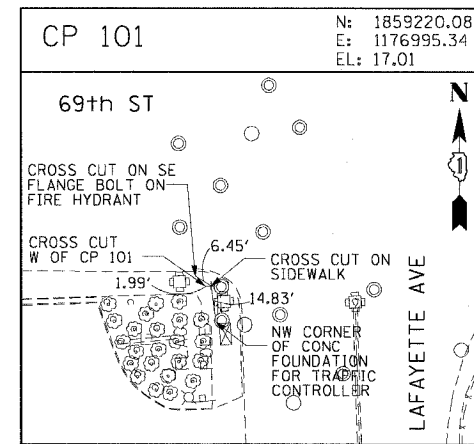 CP 101
N: 1859220.08
E: 1176995.34
EL: 17.01
69th ST
N
CROSS CUT ON SE
FLANGE BOLT ON
FIRE HYDRANT
6.45'
CROSS CUT
W OF CP 101
1.99'
CROSS CUT ON
SIDEWALK
14.83'
NW CORNER
OF CONC
FOUNDATION
FOR TRAFFIC
CONTROLLER
LAFAYETTE AVE